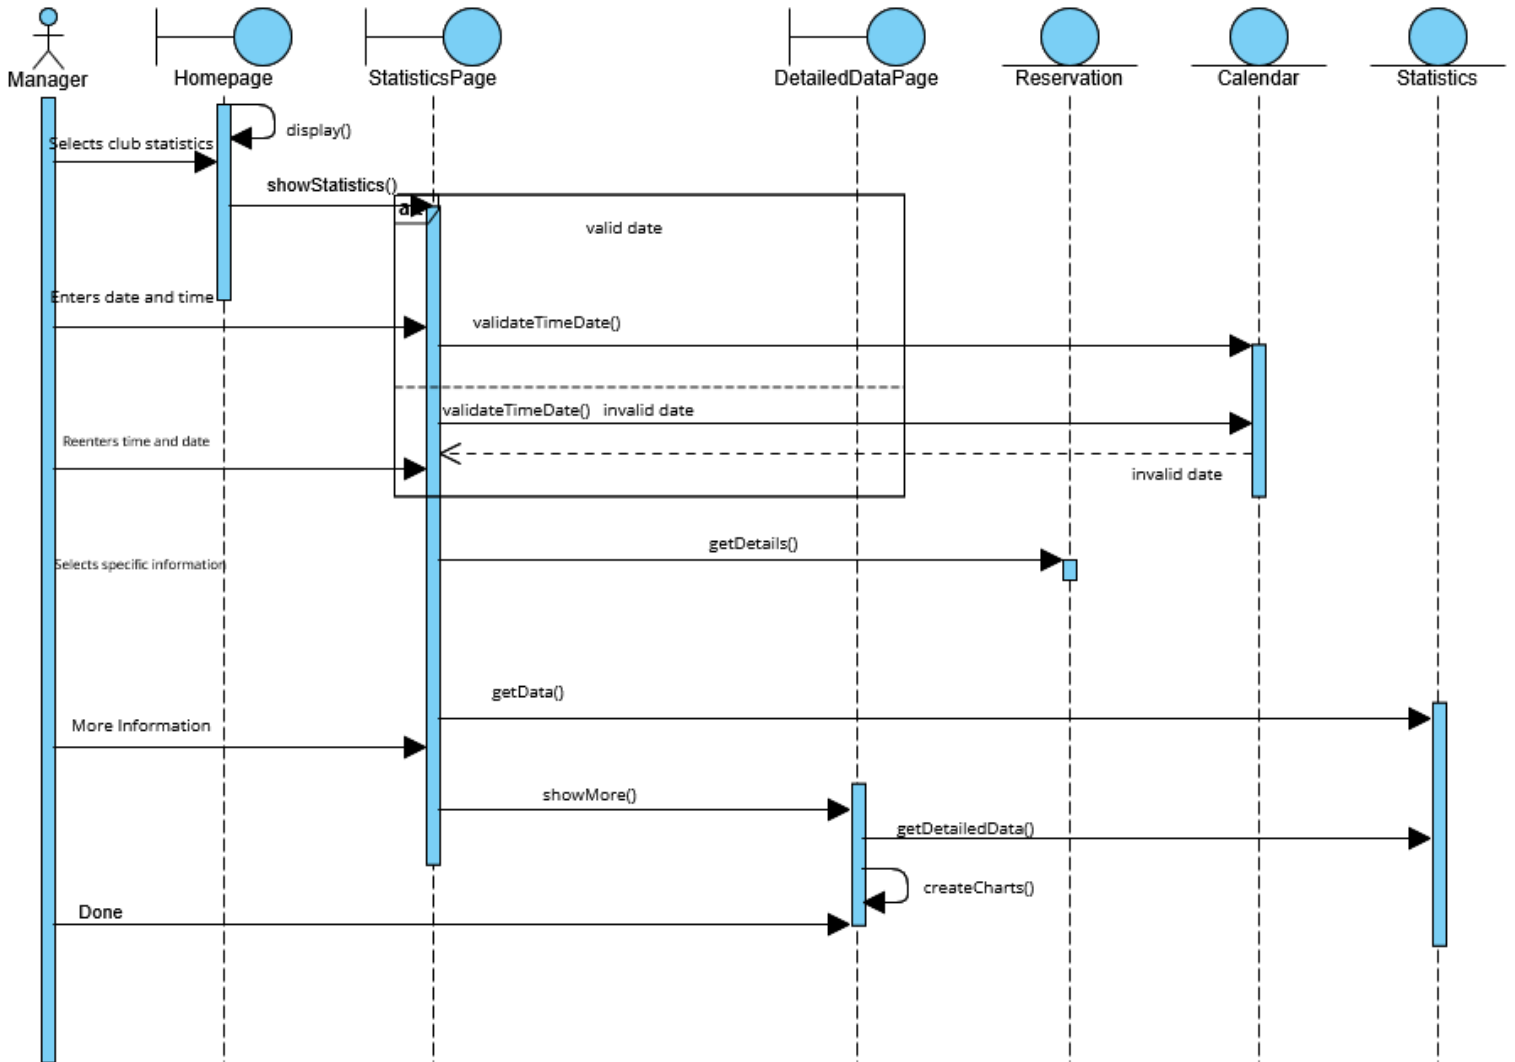 Manager
Homepage
StatisticsPage
DetailedDataPage
Reservation
Calendar
Statistics
display()
Selects club statistics
showStatistics()
valid date
Enters date and time
validateTimeDate()
validateTimeDate()
invalid date
Reenters time and date
invalid date
getDetails()
Selects specific information
getData()
More Information
showMore()
getDetailedData()
createCharts()
Done